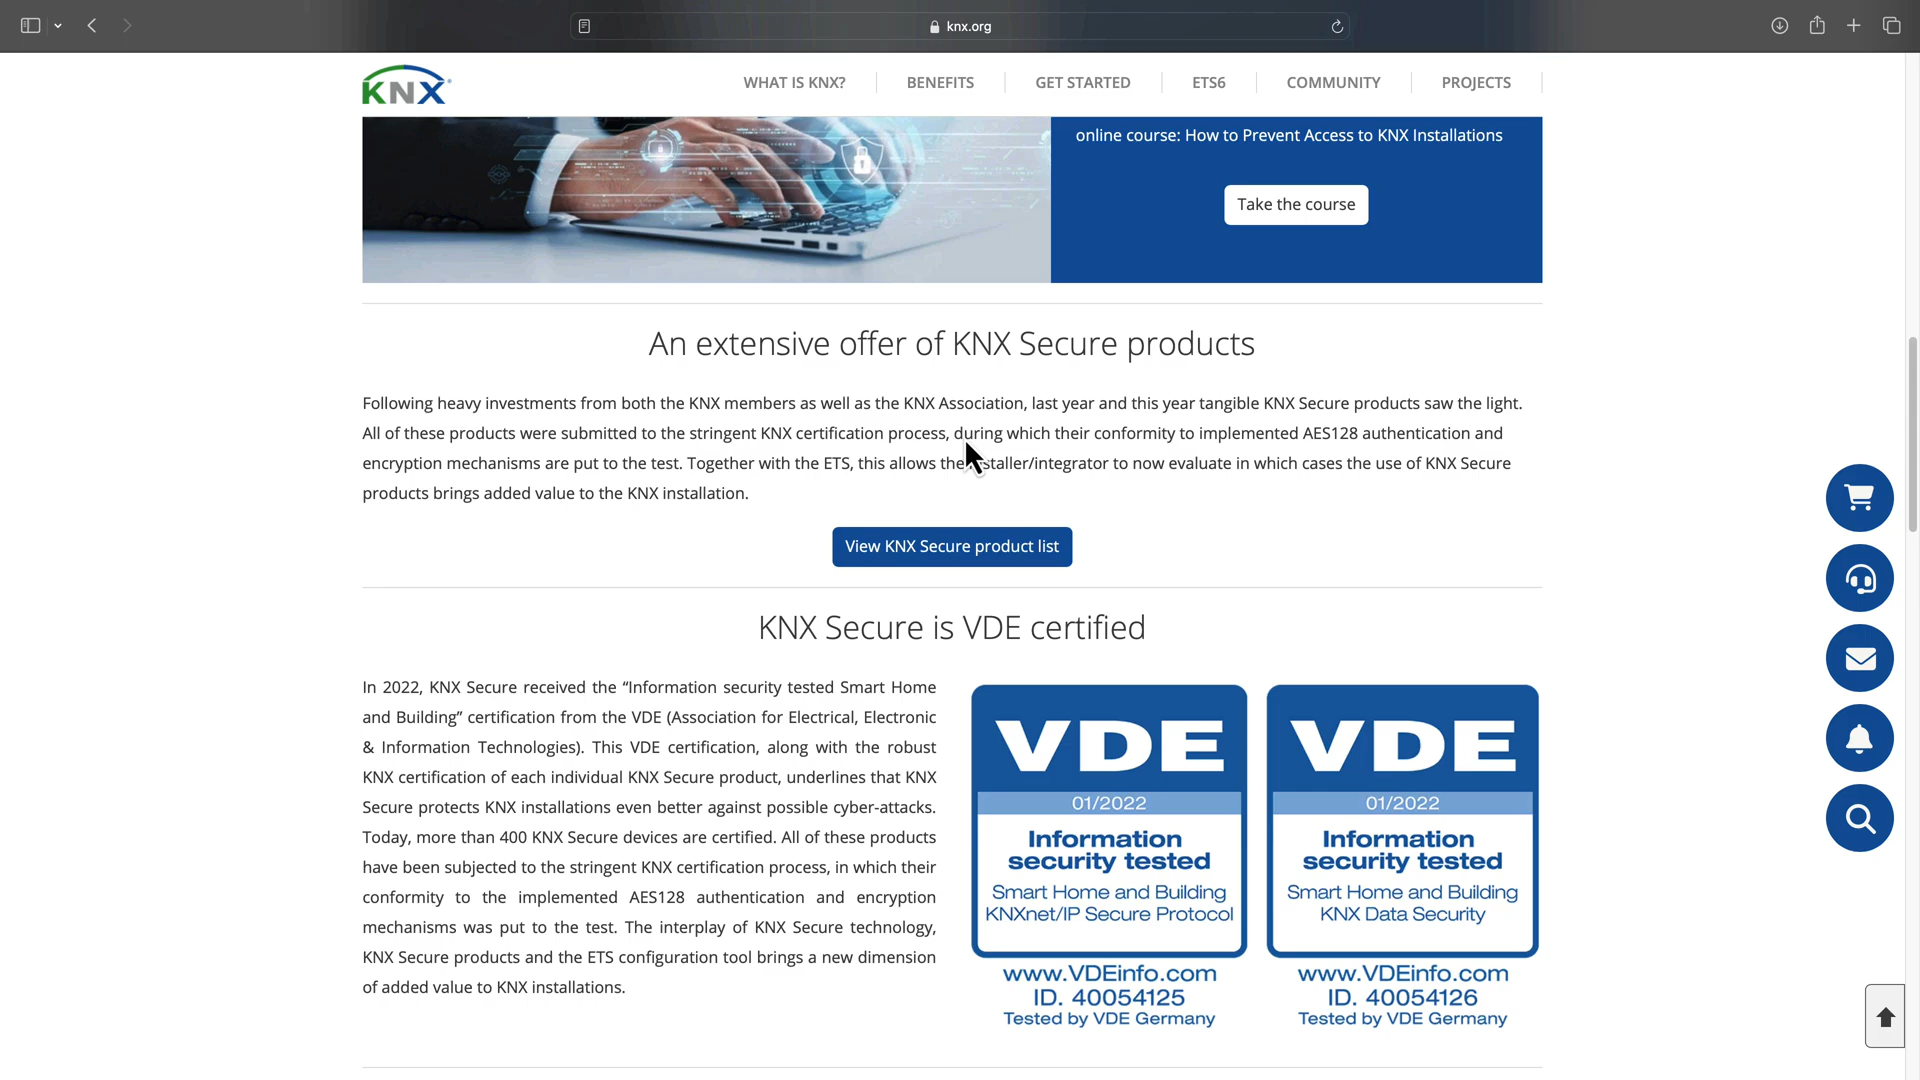 knx.org
KNX
WHAT IS KNX?
BENEFITS
GET STARTED
ETS6
COMMUNITY
PROJECTS
online course: How to Prevent Access to KNX Installations
Take the course
An extensive offer of KNX Secure products
Following heavy investments from both the KNX members as well as the KNX Association, last year and this year tangible KNX Secure products saw the light.
All of these products were submitted to the stringent KNX certification process, during which their conformity to implemented AES128 authentication and
encryption mechanisms are put to the test. Together with the ETS, this allows the staller/integrator to now evaluate in which cases the use of KNX Secure
products brings added value to the KNX installation.
View KNX Secure product list
KNX Secure is VDE certified
In 2022, KNX Secure received the “Information security tested Smart Home
and Building” certification from the VDE (Association for Electrical, Electronic
& Information Technologies). This VDE certification, along with the robust
KNX certification of each individual KNX Secure product, underlines that KNX
Secure protects KNX installations even better against possible cyber-attacks.
Today, more than 400 KNX Secure devices are certified. All of these products
have been subjected to the stringent KNX certification process, in which their
conformity to the implemented AES128 authentication and encryption
mechanisms was put to the test. The interplay of KNX Secure technology,
KNX Secure products and the ETS configuration tool brings a new dimension
of added value to KNX installations.
VDE
01/2022
Information
security tested
Smart Home and Building
KNXnet/IP Secure Protocol
www.VDEinfo.com
ID. 40054125
Tested by VDE Germany
VDE
01/2022
Information
security tested
Smart Home and Building
KNX Data Security
www.VDEinfo.com
ID. 40054126
Tested by VDE Germany